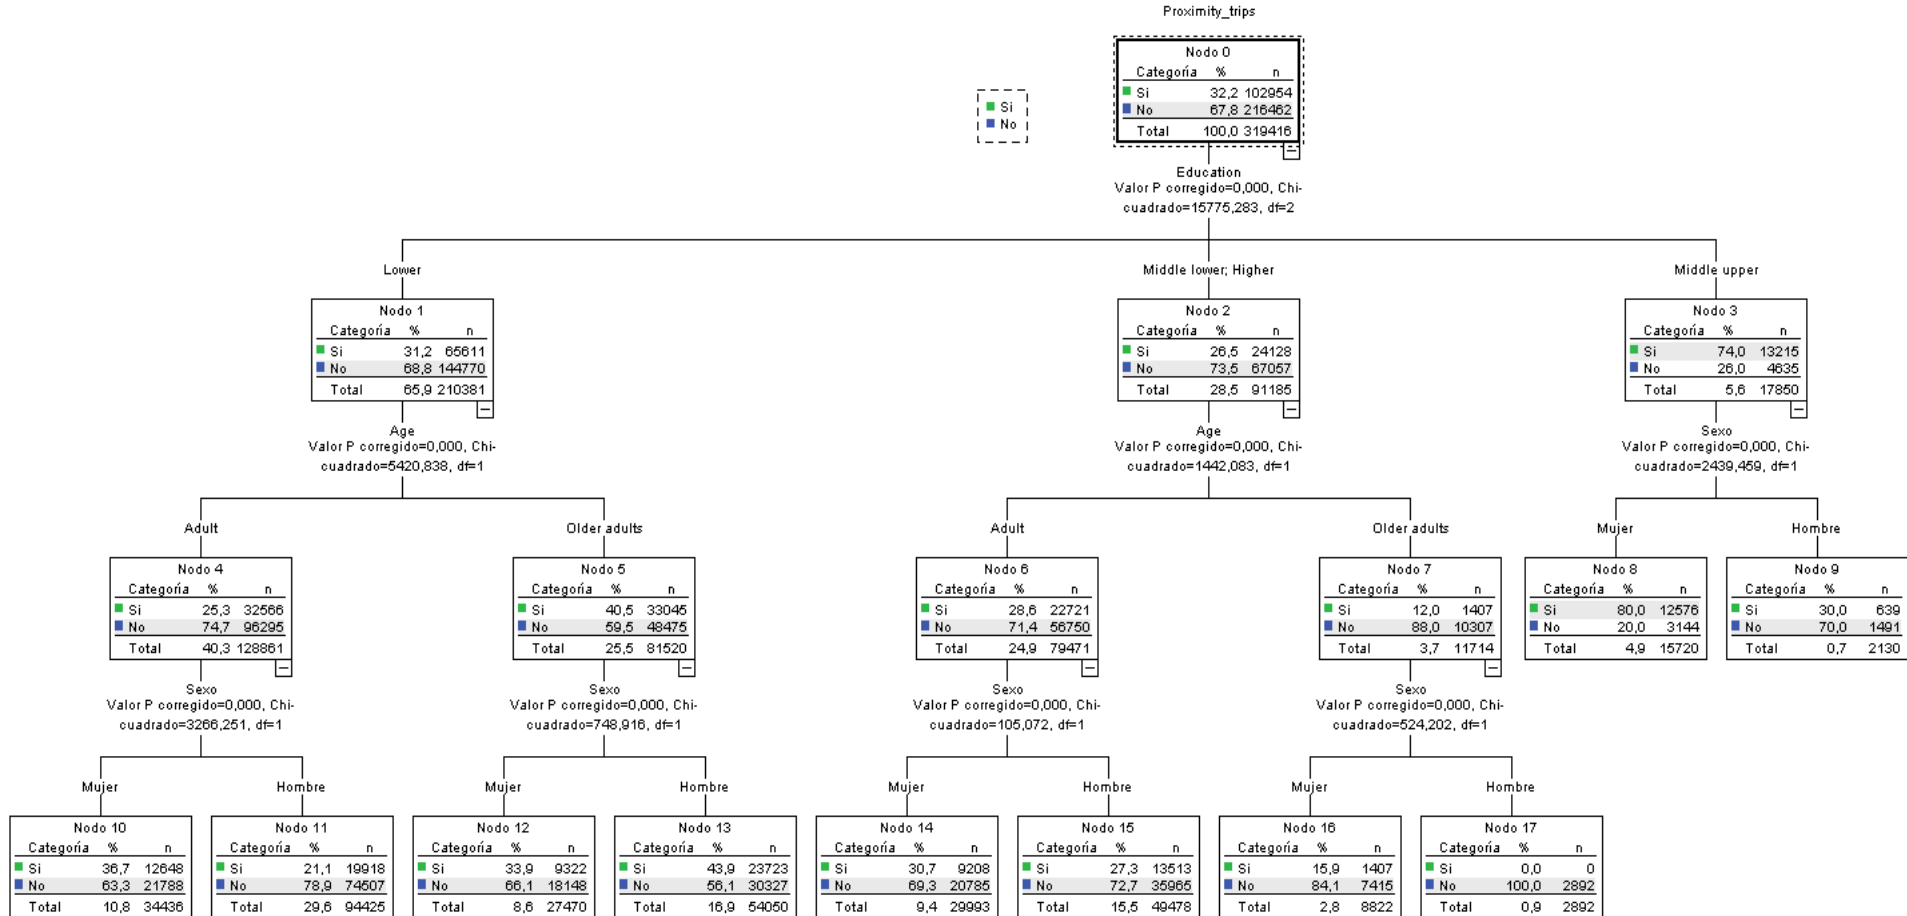 Proximity_trips
Nodo 0
Categoría % n
Si 32,2 102954
No 67,8 216462
Total 100,0 319416
Si
No
Education
Valor P corregido=0,000, Chi-
cuadrado=15775,283, df=2
Lower
Middle lower; Higher
Middle upper
Nodo 1
Categoría % n
Si 31,2 65611
No 68,8 144770
Total 65,9 210381
Nodo 2
Categoría % n
Si 26,5 24128
No 73,5 67057
Total 28,5 91185
Nodo 3
Categoría % n
Si 74,0 13215
No 26,0 4635
Total 5,6 17850
Age
Valor P corregido=0,000, Chi-
cuadrado=5420,838, df=1
Age
Valor P corregido=0,000, Chi-
cuadrado=1442,083, df=1
Sexo
Valor P corregido=0,000, Chi-
cuadrado=2439,459, df=1
Adult
Older adults
Adult
Older adults
Mujer
Hombre
Nodo 4
Categoría % n
Si 25,3 32566
No 74,7 96295
Total 40,3 128861
Nodo 5
Categoría % n
Si 40,5 33045
No 59,5 48475
Total 25,5 81520
Nodo 6
Categoría % n
Si 28,6 22721
No 71,4 56750
Total 24,9 79471
Nodo 7
Categoría % n
Si 12,0 1407
No 88,0 10307
Total 3,7 11714
Nodo 8
Categoría % n
Si 80,0 12576
No 20,0 3144
Total 4,9 15720
Nodo 9
Categoría % n
Si 30,0 639
No 70,0 1491
Total 0,7 2130
Sexo
Valor P corregido=0,000, Chi-
cuadrado=3266,251, df=1
Sexo
Valor P corregido=0,000, Chi-
cuadrado=748,916, df=1
Sexo
Valor P corregido=0,000, Chi-
cuadrado=105,072, df=1
Sexo
Valor P corregido=0,000, Chi-
cuadrado=524,202, df=1
Mujer
Hombre
Mujer
Hombre
Mujer
Hombre
Mujer
Hombre
Nodo 10
Categoría % n
Si 36,7 12648
No 63,3 21788
Total 10,8 34436
Nodo 11
Categoría % n
Si 21,1 19918
No 78,9 74507
Total 29,6 94425
Nodo 12
Categoría % n
Si 33,9 9322
No 66,1 18148
Total 8,6 27470
Nodo 13
Categoría % n
Si 43,9 23723
No 56,1 30327
Total 16,9 54050
Nodo 14
Categoría % n
Si 30,7 9208
No 69,3 20785
Total 9,4 29993
Nodo 15
Categoría % n
Si 27,3 13513
No 72,7 35965
Total 15,5 49478
Nodo 16
Categoría % n
Si 15,9 1407
No 84,1 7415
Total 2,8 8822
Nodo 17
Categoría % n
Si 0,0 0
No 100,0 2892
Total 0,9 2892